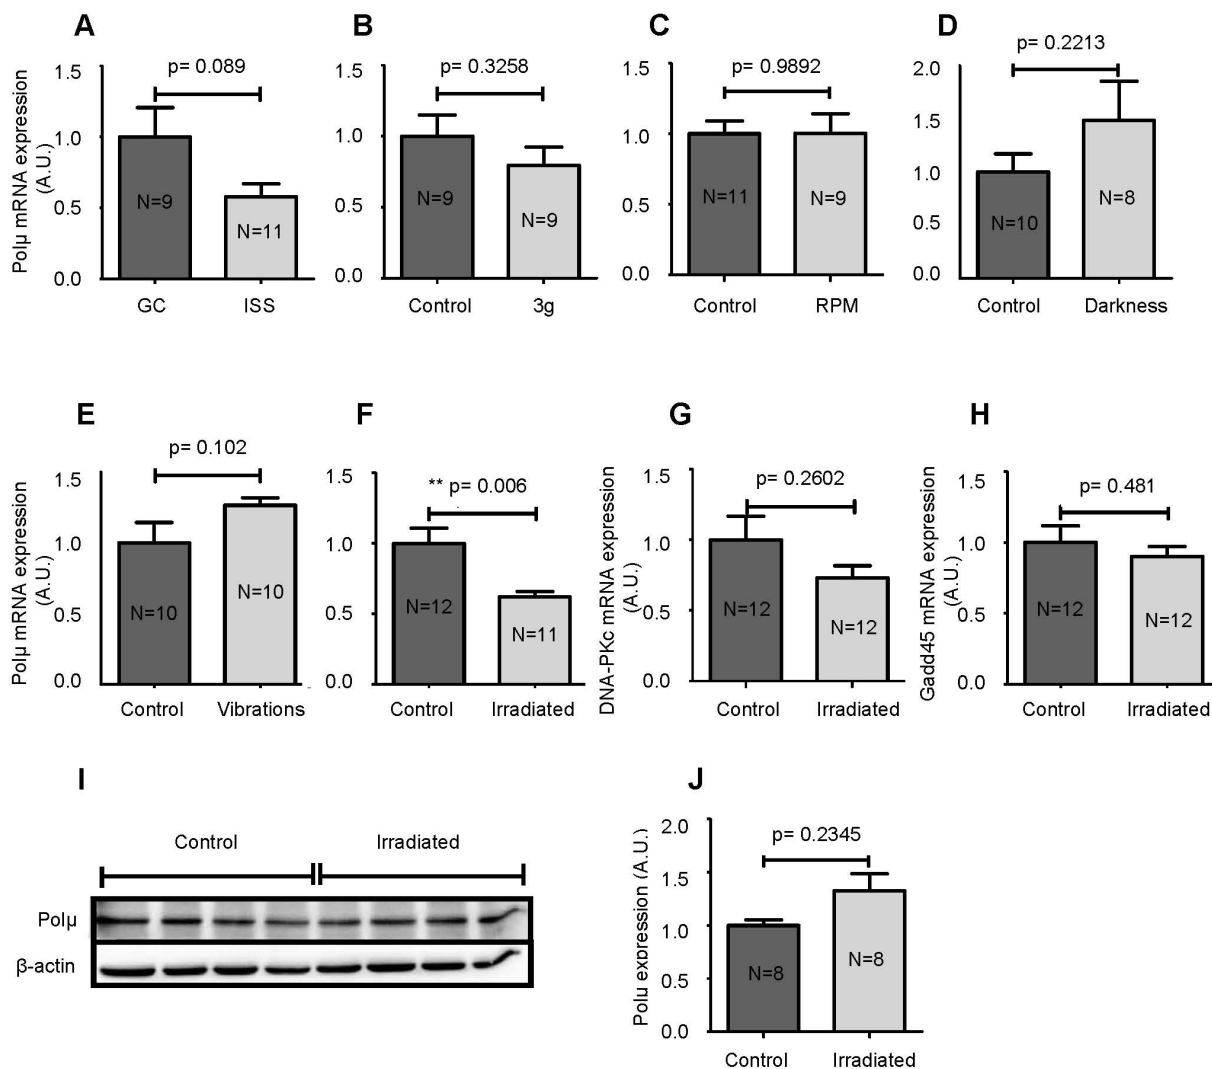 A
B
C
D
p= 0.089
p= 0.3258
p= 0.9892
p= 0.2213
Polμ mRNA expression
(A.U.)
1.5
1.0
0.5
0.0
N=9
N=11
GC
ISS
1.5
1.0
0.5
0.0
N=9
N=9
Control
3g
1.5
1.0
0.5
0.0
N=11
N=9
Control
RPM
2.0
1.5
1.0
0.5
0.0
N=10
N=8
Control
Darkness
E
F
G
H
p= 0.102
** p= 0.006
p= 0.2602
p= 0.481
Polμ mRNA expression
(A.U.)
1.5
1.0
0.5
0.0
N=10
N=10
Control
Vibrations
1.5
1.0
0.5
0.0
N=12
N=11
Control
Irradiated
DNA-PKc mRNA expression
(A.U.)
1.5
1.0
0.5
0.0
N=12
N=12
Control
Irradiated
Gadd45 mRNA expression
(A.U.)
1.5
1.0
0.5
0.0
N=12
N=12
Control
Irradiated
I
Control
Irradiated
Polμ
β-actin
J
p= 0.2345
Polμ expression (A.U.)
2.0
1.5
1.0
0.5
0.0
N=8
N=8
Control
Irradiated